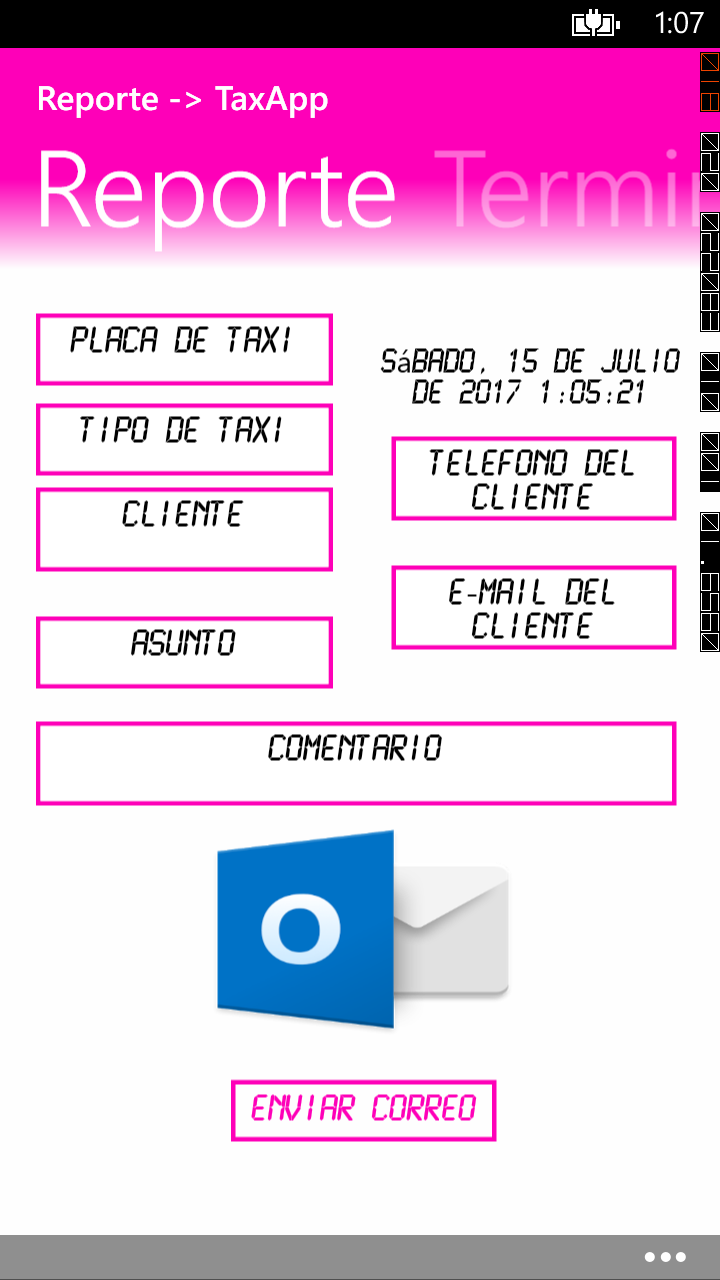 1:07
Reporte -> TaxApp
Reporte Termin
PLACA DE TAXI
SáBADO, 15 DE JULIO
DE 2017 1:05:21
TIPO DE TAXI
TELEFONO DEL
CLIENTE
CLIENTE
E-MAIL DEL
CLIENTE
ASUNTO
COMENTARIO
O
ENVIAR CORREO